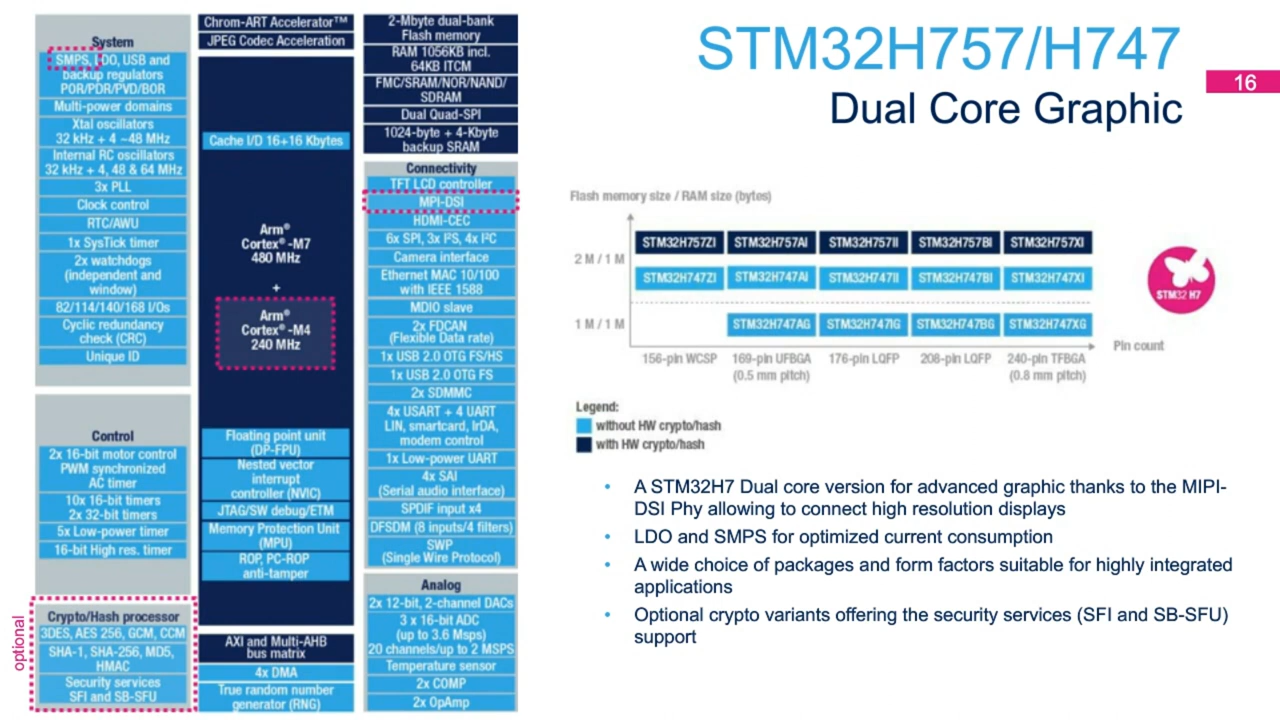 System
SMPS, LDO, USB and
backup regulators
POR/PDR/PVD/BOR
Multi-power domains
Xtal oscillators
32 kHz + 4 ~48 MHz
Internal RC oscillators
32 kHz + 4, 48 & 64 MHz
3x PLL
Clock control
RTC/AWU
1x SysTick timer
2x watchdogs
(independent and
window)
82/114/140/168 I/Os
Cyclic redundancy
check (CRC)
Unique ID
Control
2x 16-bit motor control
PWM synchronized
AC timer
10x 16-bit timers
2x 32-bit timers
5x Low-power timer
16-bit High res. timer
optional
Crypto/Hash processor
3DES, AES 256, GCM, CCM
SHA-1, SHA-256, MD5,
HMAC
Security services
SFI and SB-SFU
Chrom-ART Accelerator™
JPEG Codec Acceleration
Cache I/D 16+16 Kbytes
Arm®
Cortex® -M7
480 MHz
+
Arm®
Cortex® -M4
240 MHz
Floating point unit
(DP-FPU)
Nested vector
interrupt
controller (NVIC)
JTAG/SW debug/ETM
Memory Protection Unit
(MPU)
ROP, PC-ROP
anti-tamper
AXI and Multi-AHB
bus matrix
4x DMA
True random number
generator (RNG)
2-Mbyte dual-bank
Flash memory
RAM 1056KB incl.
64KB ITCM
FMC/SRAM/NOR/NAND/
SDRAM
Dual Quad-SPI
1024-byte + 4-Kbyte
backup SRAM
Connectivity
TFT LCD controller
MPI-DSI
HDMI-CEC
6x SPI, 3x I²S, 4x I²C
Camera interface
Ethernet MAC 10/100
with IEEE 1588
MDIO slave
2x FDCAN
(Flexible Data rate)
1x USB 2.0 OTG FS/HS
1x USB 2.0 OTG FS
2x SDMMC
4x USART + 4 UART
LIN, smartcard, IrDA,
modem control
1x Low-power UART
4x SAI
(Serial audio interface)
SPDIF input x4
DFSDM (8 inputs/4 filters)
SWP
(Single Wire Protocol)
Analog
2x 12-bit, 2-channel DACs
3 x 16-bit ADC
(up to 3.6 Msps)
20 channels/up to 2 MSPS
Temperature sensor
2x COMP
2x OpAmp
STM32H757/H747
Dual Core Graphic
16
Flash memory size / RAM size (bytes)
2 M / 1 M
STM32H757ZI STM32H757AI STM32H757II STM32H757BI STM32H757XI
STM32H747ZI STM32H747AI STM32H747II STM32H747BI STM32H747XI
1 M / 1 M
STM32H747AG STM32H747IG STM32H747BG STM32H747XG
Pin count
156-pin WCSP 169-pin UFBGA 176-pin LQFP 208-pin LQFP 240-pin TFBGA
(0.5 mm pitch) (0.8 mm pitch)
STM32 H7
Legend:
without HW crypto/hash
with HW crypto/hash
• A STM32H7 Dual core version for advanced graphic thanks to the MIPI-
DSI Phy allowing to connect high resolution displays
• LDO and SMPS for optimized current consumption
• A wide choice of packages and form factors suitable for highly integrated
applications
• Optional crypto variants offering the security services (SFI and SB-SFU)
support